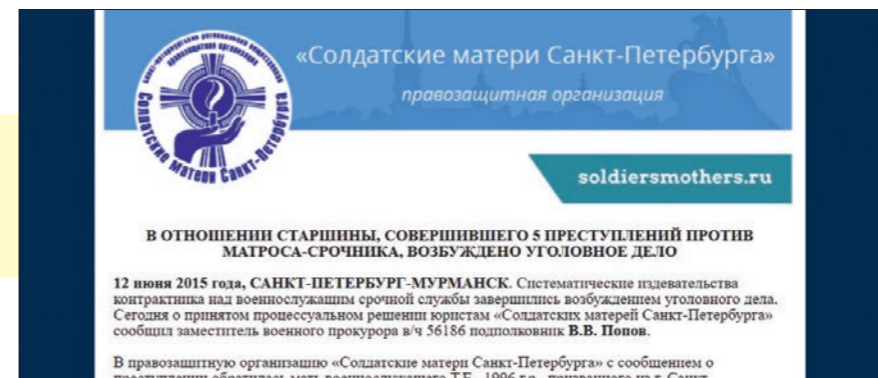 «Солдатские матери Санкт-Петербурга»
правозащитная организация
Солдатские матери Санкт-Петербурга
soldiersmothers.ru
В ОТНОШЕНИИ СТАРШИНЫ, СОВЕРШИВШЕГО 5 ПРЕСТУПЛЕНИЙ ПРОТИВ
МАТРОСА-СРОЧНИКА, ВОЗБУЖДЕНО УГОЛОВНОЕ ДЕЛО
12 июня 2015 года, САНКТ-ПЕТЕРБУРГ-МУРМАНСК. Систематические издевательства
контрактника над военнослужащим срочной службы завершились возбуждением уголовного дела.
Сегодня о принятом процессуальном решении юристам «Солдатских матерей Санкт-Петербурга»
сообщил заместитель военного прокурора в/ч 56186 подполковник В.В. Попов.
В правозащитную организацию «Солдатские матери Санкт-Петербурга» с сообщением о